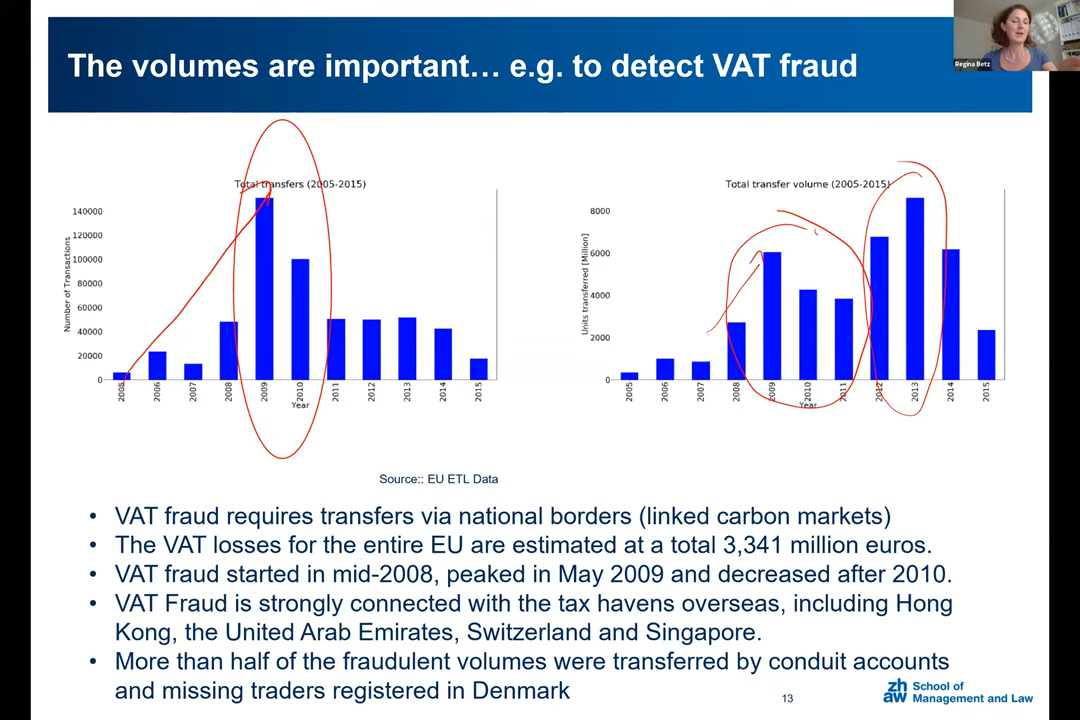 The volumes are important… e.g. to detect VAT fraud
Regina Betz
Total transfers (2005-2015)
Number of Transactions
140000
120000
100000
80000
60000
40000
20000
0
2005 2006 2007 2008 2009 2010 2011 2012 2013 2014 2015
Year
Total transfer volume (2005-2015)
Units transferred [Million]
8000
6000
4000
2000
0
2005 2006 2007 2008 2009 2010 2011 2012 2013 2014 2015
Year
Source:: EU ETL Data
• VAT fraud requires transfers via national borders (linked carbon markets)
• The VAT losses for the entire EU are estimated at a total 3,341 million euros.
• VAT fraud started in mid-2008, peaked in May 2009 and decreased after 2010.
• VAT Fraud is strongly connected with the tax havens overseas, including Hong
Kong, the United Arab Emirates, Switzerland and Singapore.
• More than half of the fraudulent volumes were transferred by conduit accounts
and missing traders registered in Denmark
13
zh
aw
School of
Management and Law